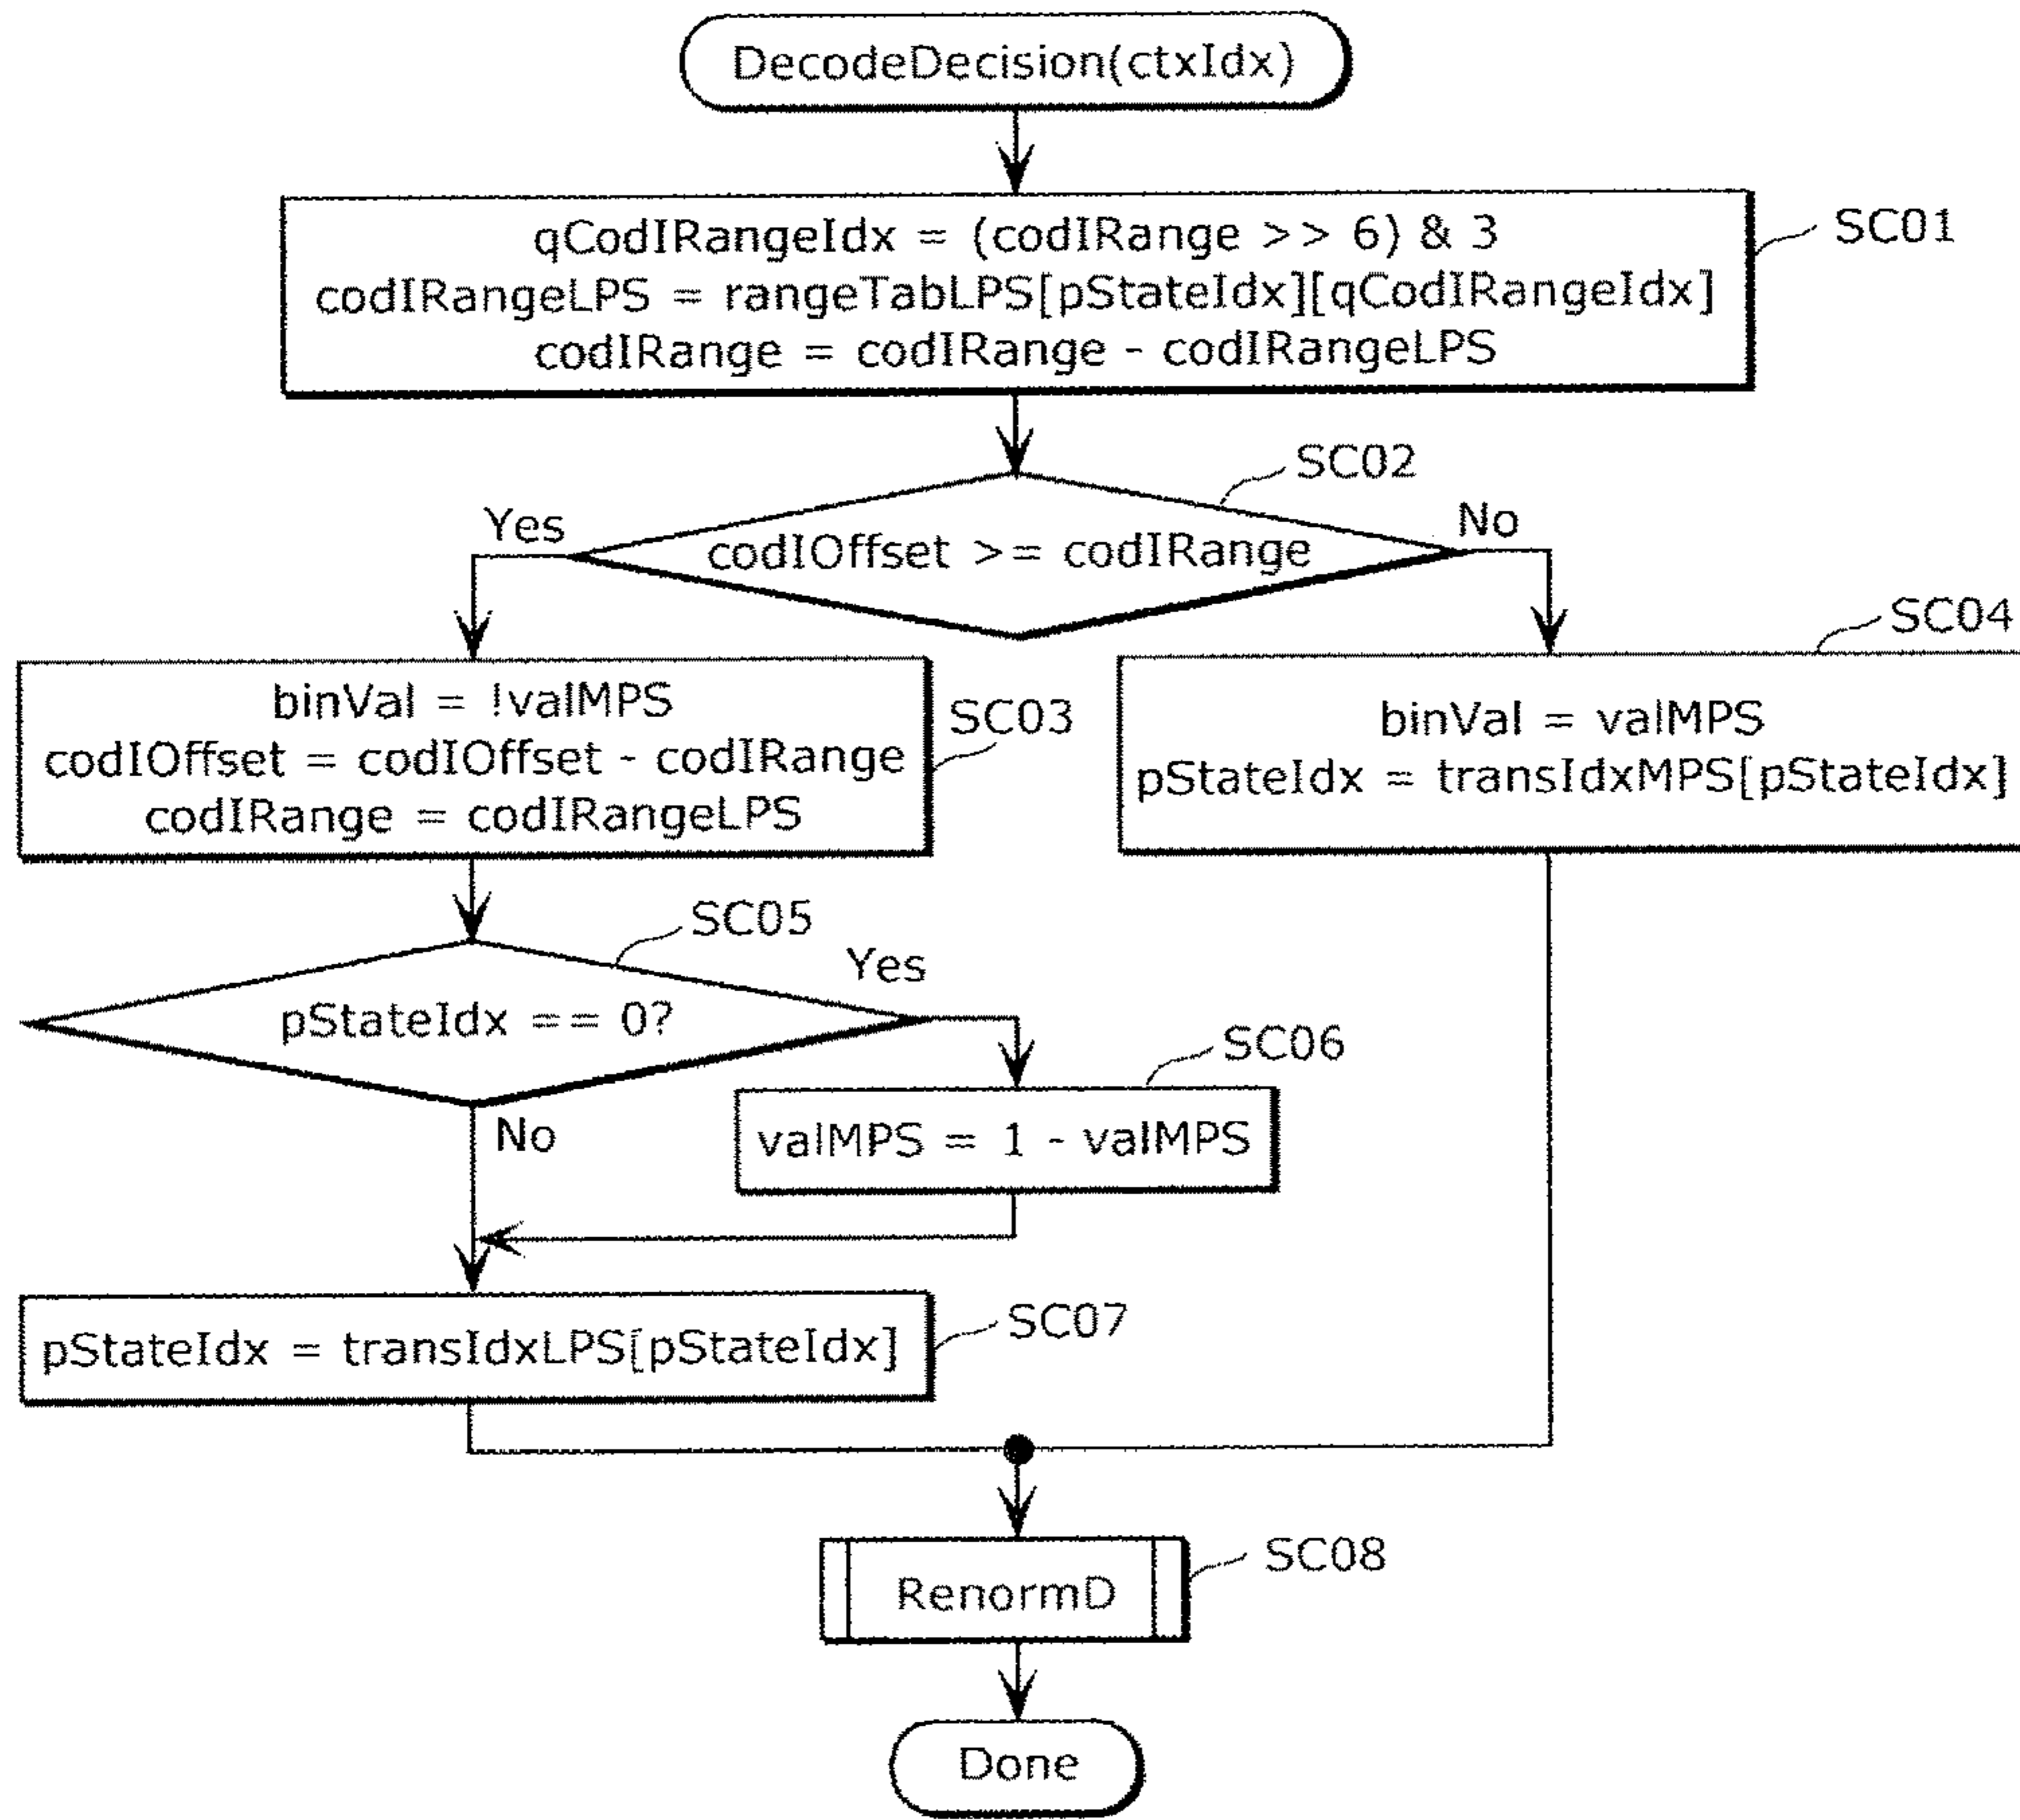 DecodeDecision(ctxIdx)
qCodIRangeIdx = (codIRange >> 6) & 3
codIRangeLPS = rangeTabLPS[pStateIdx][qCodIRangeIdx]
codIRange = codIRange - codIRangeLPS
SC01
SC02
Yes
codIOffset >= codIRange
No
SC03
binVal = !valMPS
codIOffset = codIOffset - codIRange
codIRange = codIRangeLPS
SC04
binVal = valMPS
pStateIdx = transIdxMPS[pStateIdx]
SC05
pStateIdx == 0?
Yes
No
SC06
valMPS = 1 - valMPS
pStateIdx = transIdxLPS[pStateIdx]
SC07
RenormD
SC08
Done